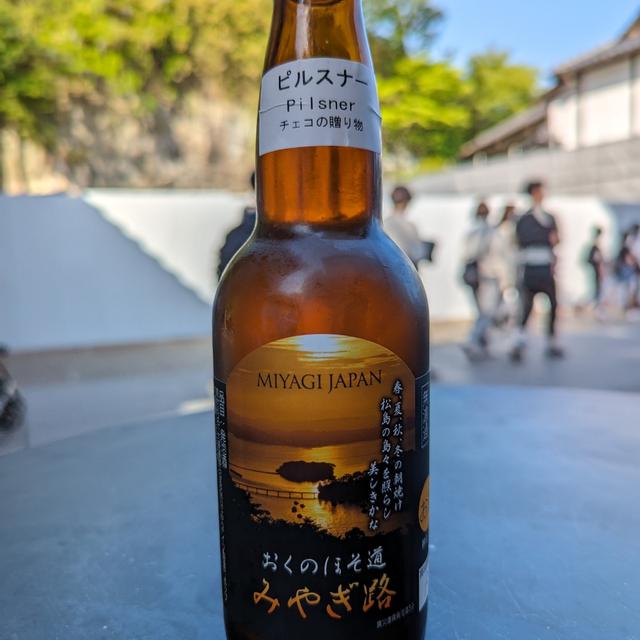 ピルスナー
Pilsner
チェコの贈り物
MIYAGI JAPAN
春、夏、秋、冬の朝焼け
松島の島々を照らし
美しきかな
おくのほそ道
みやぎ路